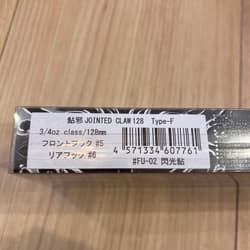 鮎邪 JOINTED CLAW 128 Type-F
3/4oz class/128mm
フロントフック #5
リアフック #6
4 571334 607761
#FU-02 閃光鮎